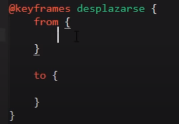 @keyframes desplazarse {
from {
}
to {
}
}